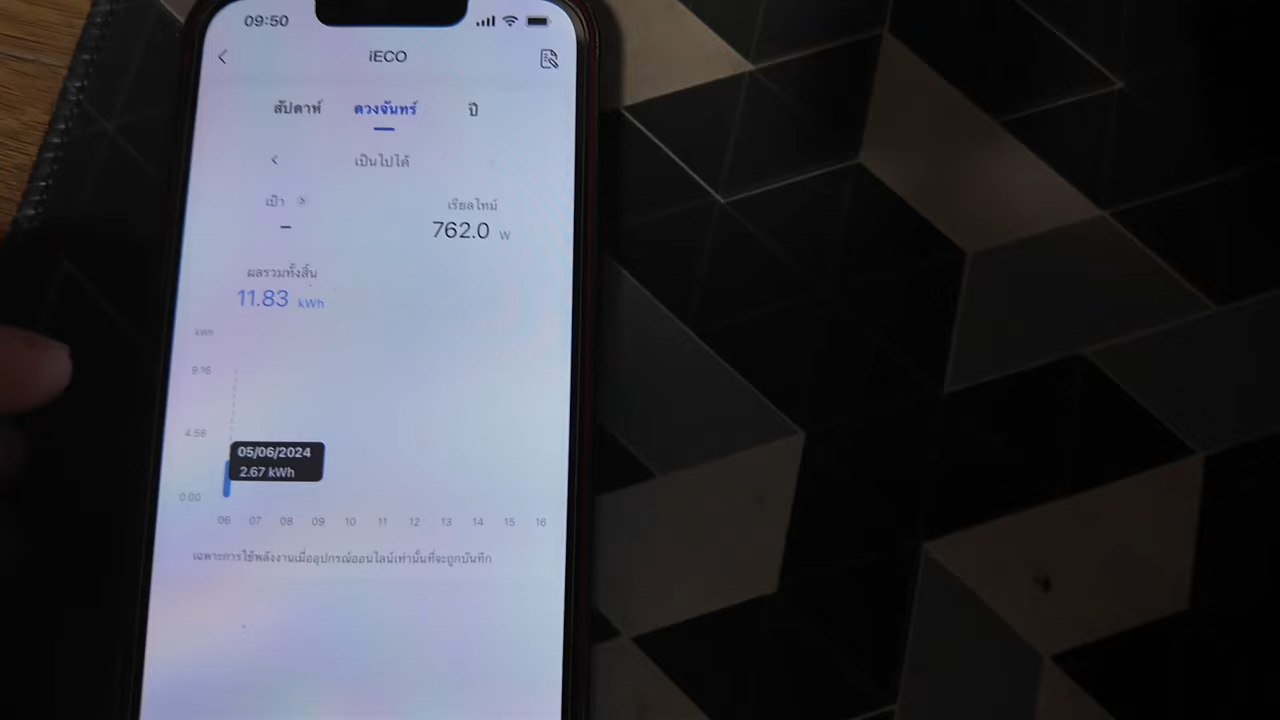 09:50
iECO
สัปดาห์ ดวงจันทร์ ปี
เป็นไปได้
เป้า เรียลไทม์
– 762.0 W
ผลรวมทั้งสิ้น
11.83 kWh
kWh
9.16
4.58
05/06/2024
2.67 kWh
0.00
06 07 08 09 10 11 12 13 14 15 16
เฉพาะการใช้พลังงานเมื่ออุปกรณ์ออนไลน์เท่านั้นที่จะถูกบันทึก